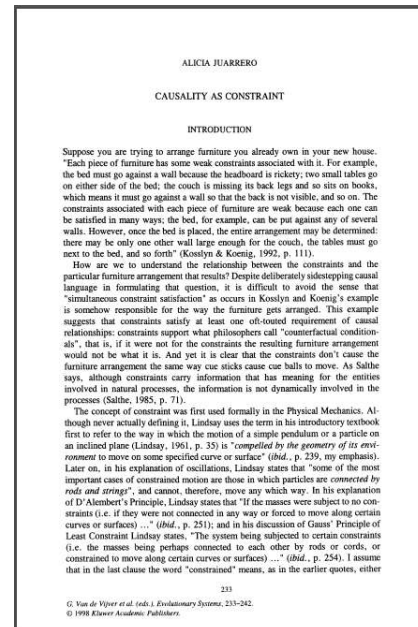 ALICIA JUARRERO
CAUSALITY AS CONSTRAINT
INTRODUCTION
Suppose you are trying to arrange furniture you already own in your new house.
"Each piece of furniture has some weak constraints associated with it. For example,
the bed must go against a wall because the headboard is rickety; two small tables go
on either side of the bed; the couch is missing its back legs and so sits on books,
which means it must go against a wall so that the back is not visible, and so on. The
constraints associated with each piece of furniture are weak because each one can
be satisfied in many ways; the bed, for example, can be put against any of several
walls. However, once the bed is placed, the entire arrangement may be determined:
there may be only one other wall large enough for the couch, the tables must go
next to the bed, and so forth" (Kosslyn & Koenig, 1992, p. 111).
How are we to understand the relationship between the constraints and the
particular furniture arrangement that results? Despite deliberately sidestepping causal
language in formulating that question, it is difficult to avoid the sense that
"simultaneous constraint satisfaction" as occurs in Kosslyn and Koenig's example
is somehow responsible for the way the furniture gets arranged. This example
suggests that constraints satisfy at least one oft-touted requirement of causal
relationships: constraints support what philosophers call "counterfactual condition-
als", that is, if it were not for the constraints the resulting furniture arrangement
would not be what it is. And yet it is clear that the constraints don't cause the
furniture arrangement the same way cue sticks cause cue balls to move. As Salthe
says, although constraints carry information that has meaning for the entities
involved in natural processes, the information is not dynamically involved in the
processes (Salthe, 1985, p. 71).
The concept of constraint was first used formally in the Physical Mechanics. Al-
though never actually defining it, Lindsay uses the term in his introductory textbook
first to refer to the way in which the motion of a simple pendulum or a particle on
an inclined plane (Lindsay, 1961, p. 35) is "compelled by the geometry of its envi-
ronment to move on some specified curve or surface" (ibid., p. 239, my emphasis).
Later on, in his explanation of oscillations, Lindsay states that "some of the most
important cases of constrained motion are those in which particles are connected by
rods and strings", and cannot, therefore, move any which way. In his explanation
of D'Alembert's Principle, Lindsay states that "If the masses were subject to no con-
straints (i.e. if they were not connected in any way or forced to move along certain
curves or surfaces) ..." (ibid., p. 251); and in his discussion of Gauss' Principle of
Least Constraint Lindsay states, "The system being subjected to certain constraints
(i.e. the masses being perhaps connected to each other by rods or cords, or
constrained to move along certain curves or surfaces) ..." (ibid., p. 254). I assume
that in the last clause the word "constrained" means, as in the earlier quotes, either
233
G. Van de Vijver et al. (eds.), Evolutionary Systems, 233–242.
© 1998 Kluwer Academic Publishers.